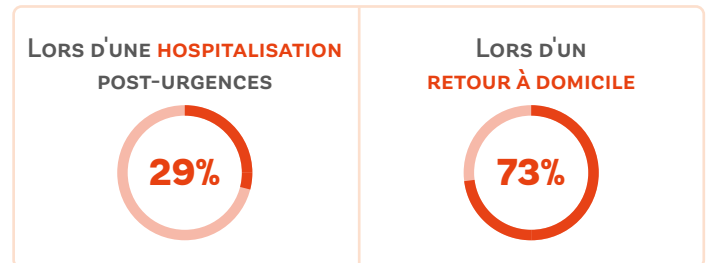 Lors d'une hospitalisation
post-urgences
29%
Lors d'un
retour à domicile
73%